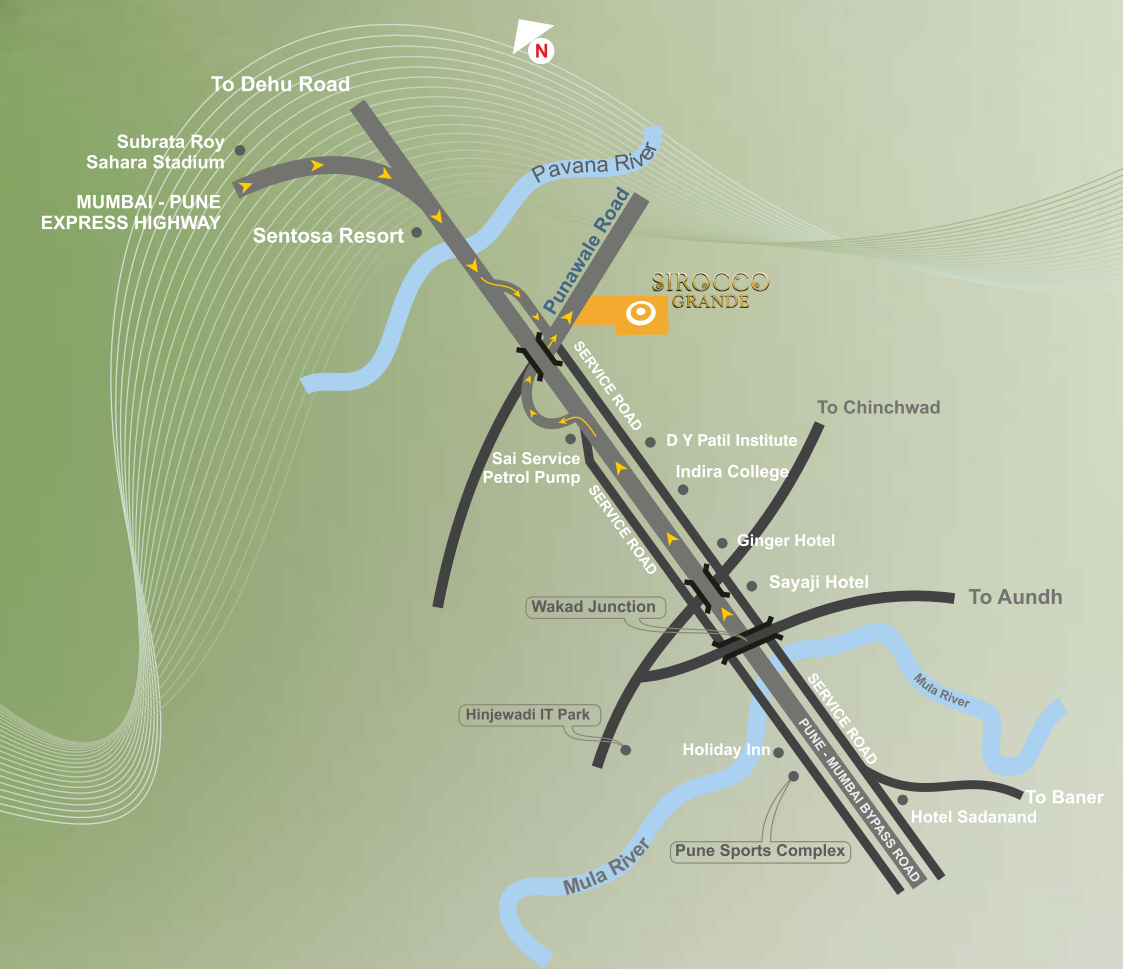 N
To Dehu Road
Subrata Roy
Sahara Stadium
MUMBAI - PUNE
EXPRESS HIGHWAY
Sentosa Resort
Pavana River
Punawale Road
SIROCCO
GRANDE
SERVICE ROAD
To Chinchwad
D Y Patil Institute
Sai Service
Petrol Pump
Indira College
SERVICE ROAD
Ginger Hotel
Sayaji Hotel
Wakad Junction
To Aundh
Mula River
SERVICE ROAD
Hinjewadi IT Park
Holiday Inn
PUNE - MUMBAI BYPASS ROAD
To Baner
Hotel Sadanand
Pune Sports Complex
Mula River